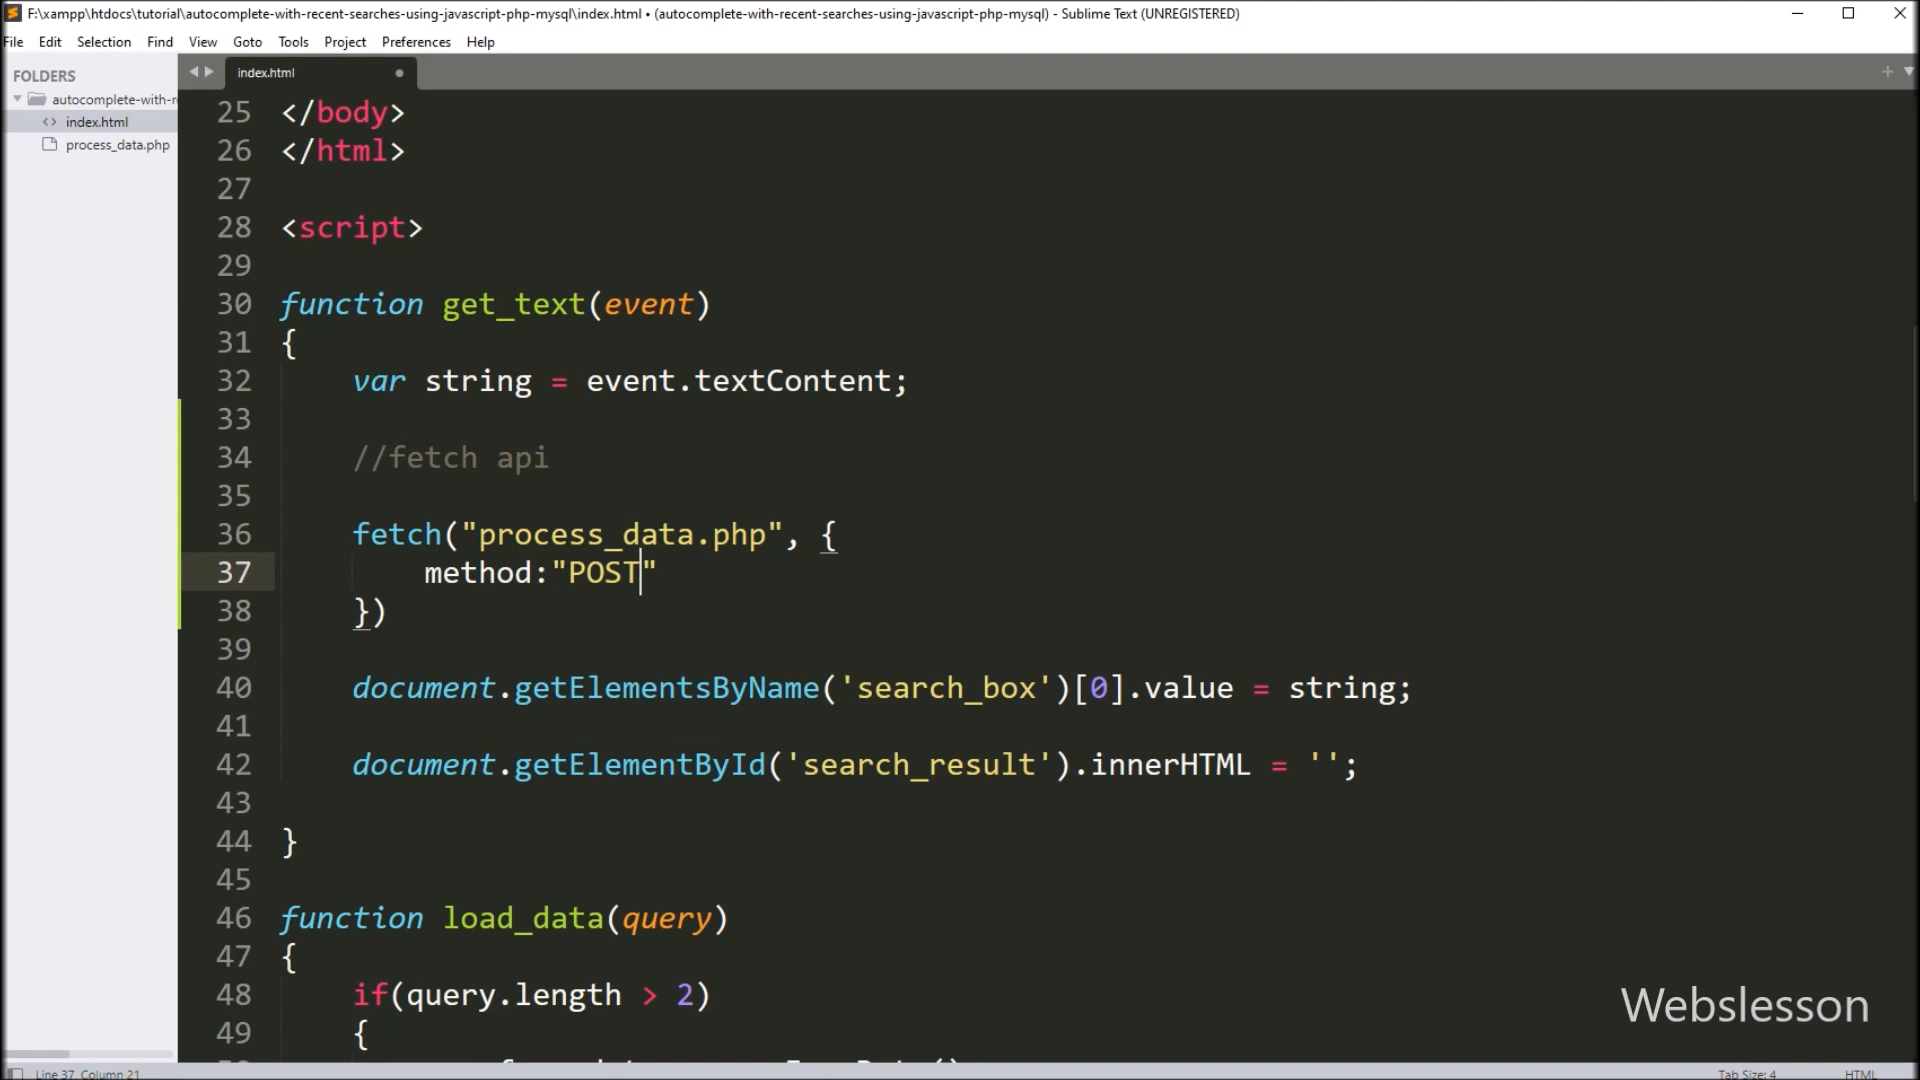 F:\xampp\htdocs\tutorial\autocomplete-with-recent-searches-using-javascript-php-mysql\index.html • (autocomplete-with-recent-searches-using-javascript-php-mysql) - Sublime Text (UNREGISTERED)
File Edit Selection Find View Goto Tools Project Preferences Help
FOLDERS
autocomplete-with-r
index.html
process_data.php
index.html
25 </body>
26 </html>
27
28 <script>
29
30 function get_text(event)
31 {
32 var string = event.textContent;
33
34 //fetch api
35
36 fetch("process_data.php", {
37 method:"POST"
38 })
39
40 document.getElementsByName('search_box')[0].value = string;
41
42 document.getElementById('search_result').innerHTML = '';
43
44 }
45
46 function load_data(query)
47 {
48 if(query.length > 2)
49 {
Webslesson
Line 37, Column 21
Tab Size: 4
HTML